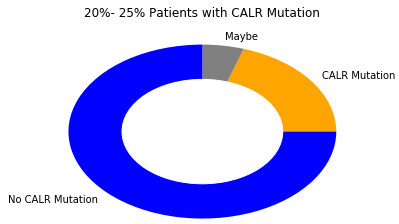 20%- 25% Patients with CALR Mutation
Maybe
CALR Mutation
No CALR Mutation